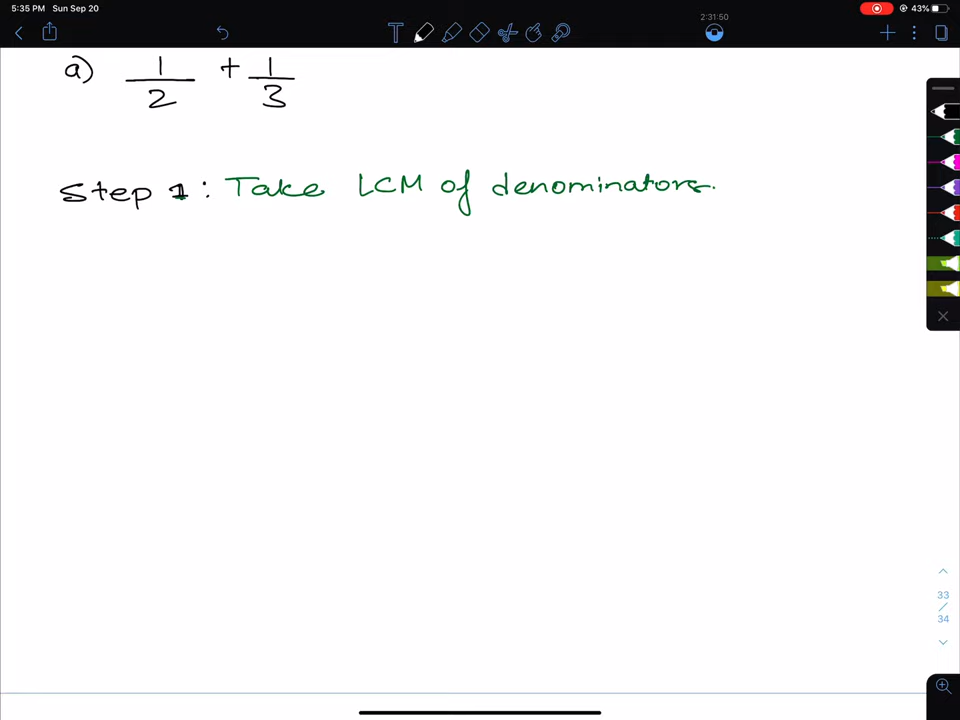 5:35 PM Sun Sep 20
2:31:50
43%
a) 1/2 + 1/3
Step 1: Take LCM of denominators.
33
/
34